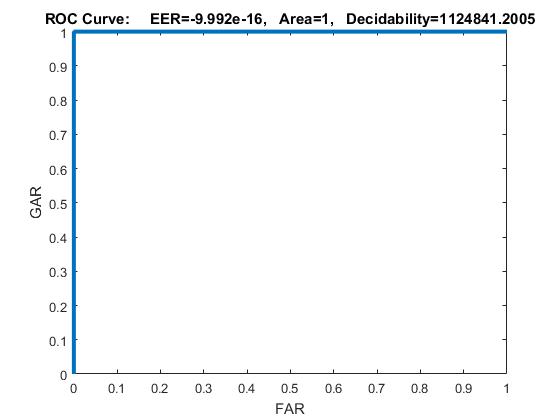 ROC Curve: EER=-9.992e-16, Area=1, Decidability=1124841.2005
1
0.9
0.8
0.7
0.6
0.5
0.4
0.3
0.2
0.1
0
GAR
0 0.1 0.2 0.3 0.4 0.5 0.6 0.7 0.8 0.9 1
FAR